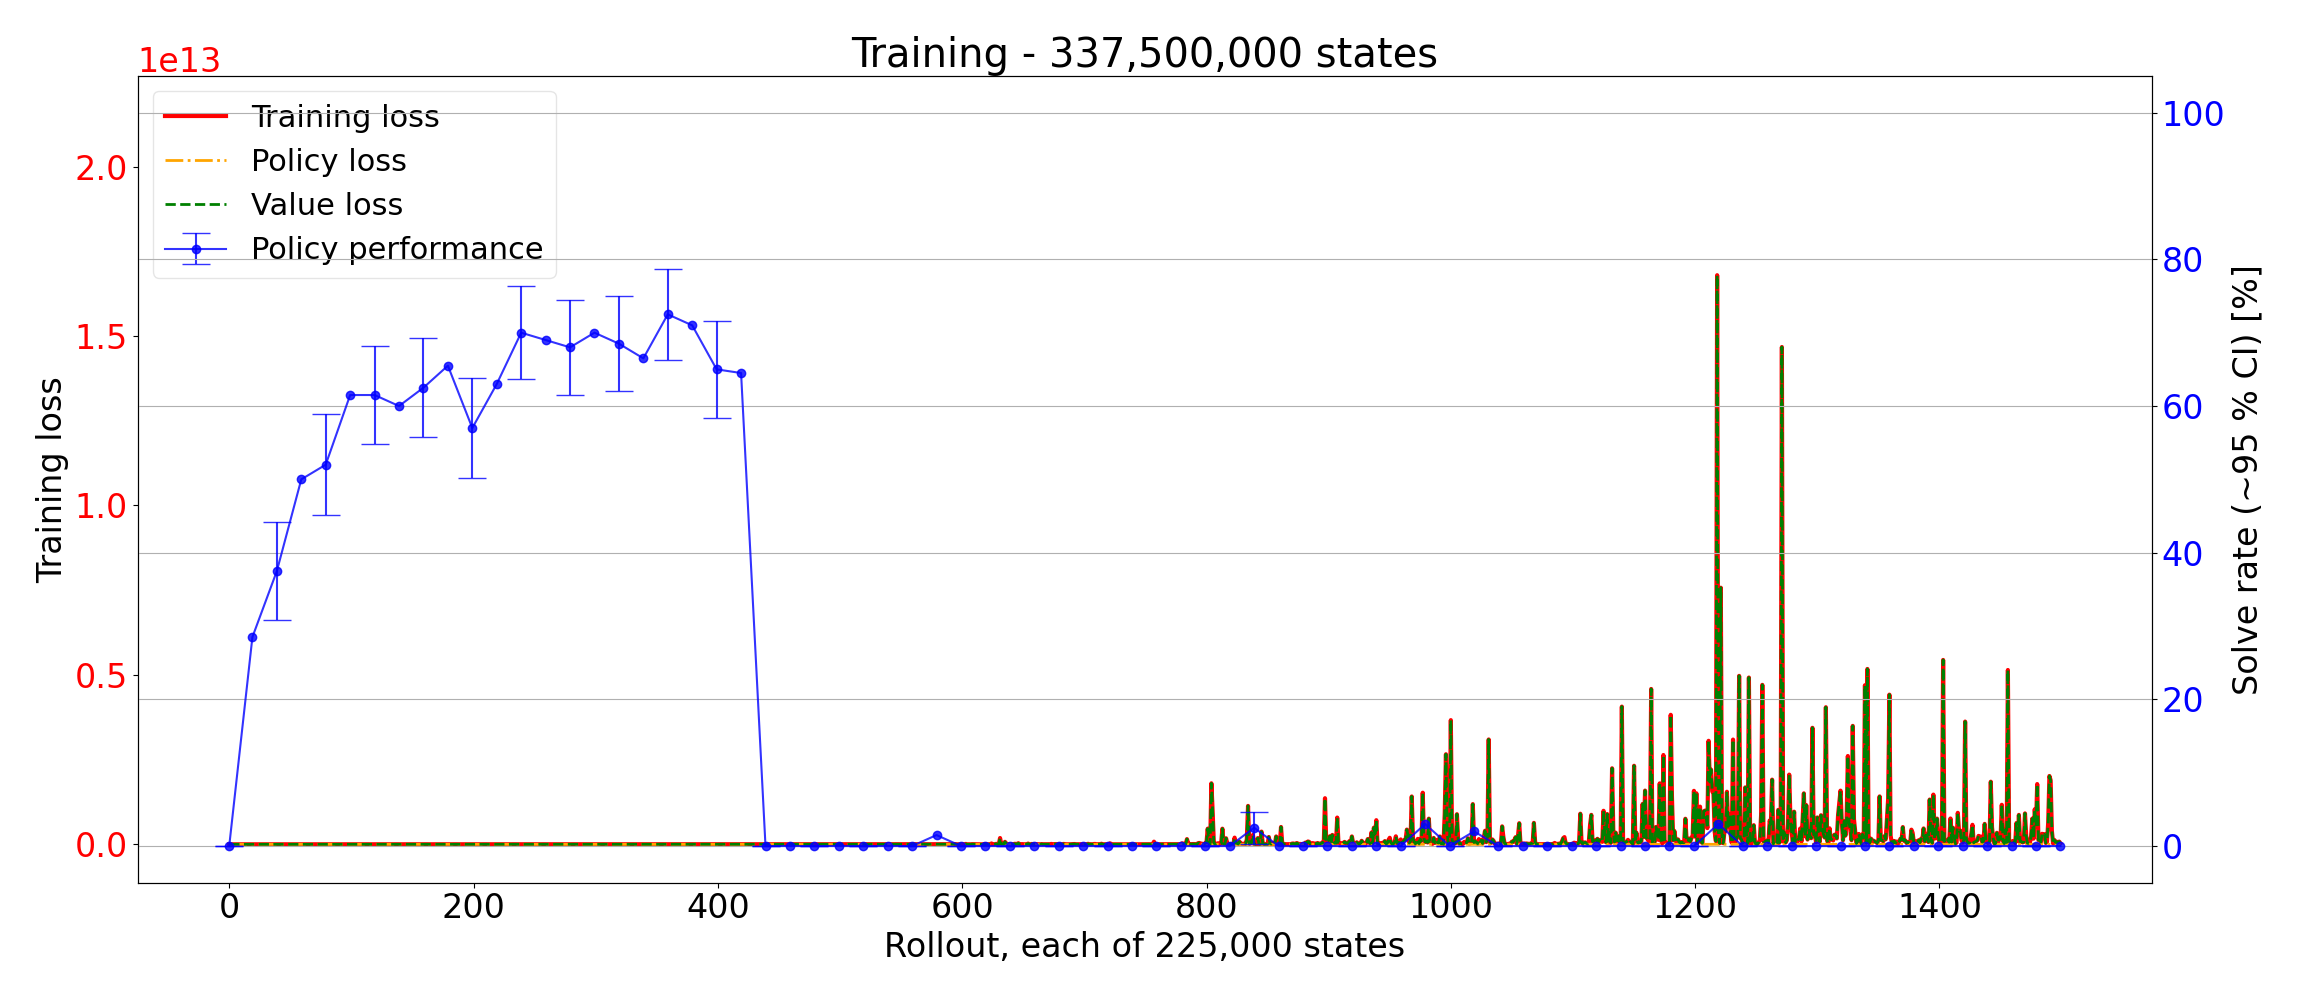 Training - 337,500,000 states
1e13
Training loss
Policy loss
Value loss
Policy performance
2.0
1.5
1.0
0.5
0.0
Training loss
100
80
60
40
20
0
Solve rate (~95 % CI) [%]
0 200 400 600 800 1000 1200 1400
Rollout, each of 225,000 states